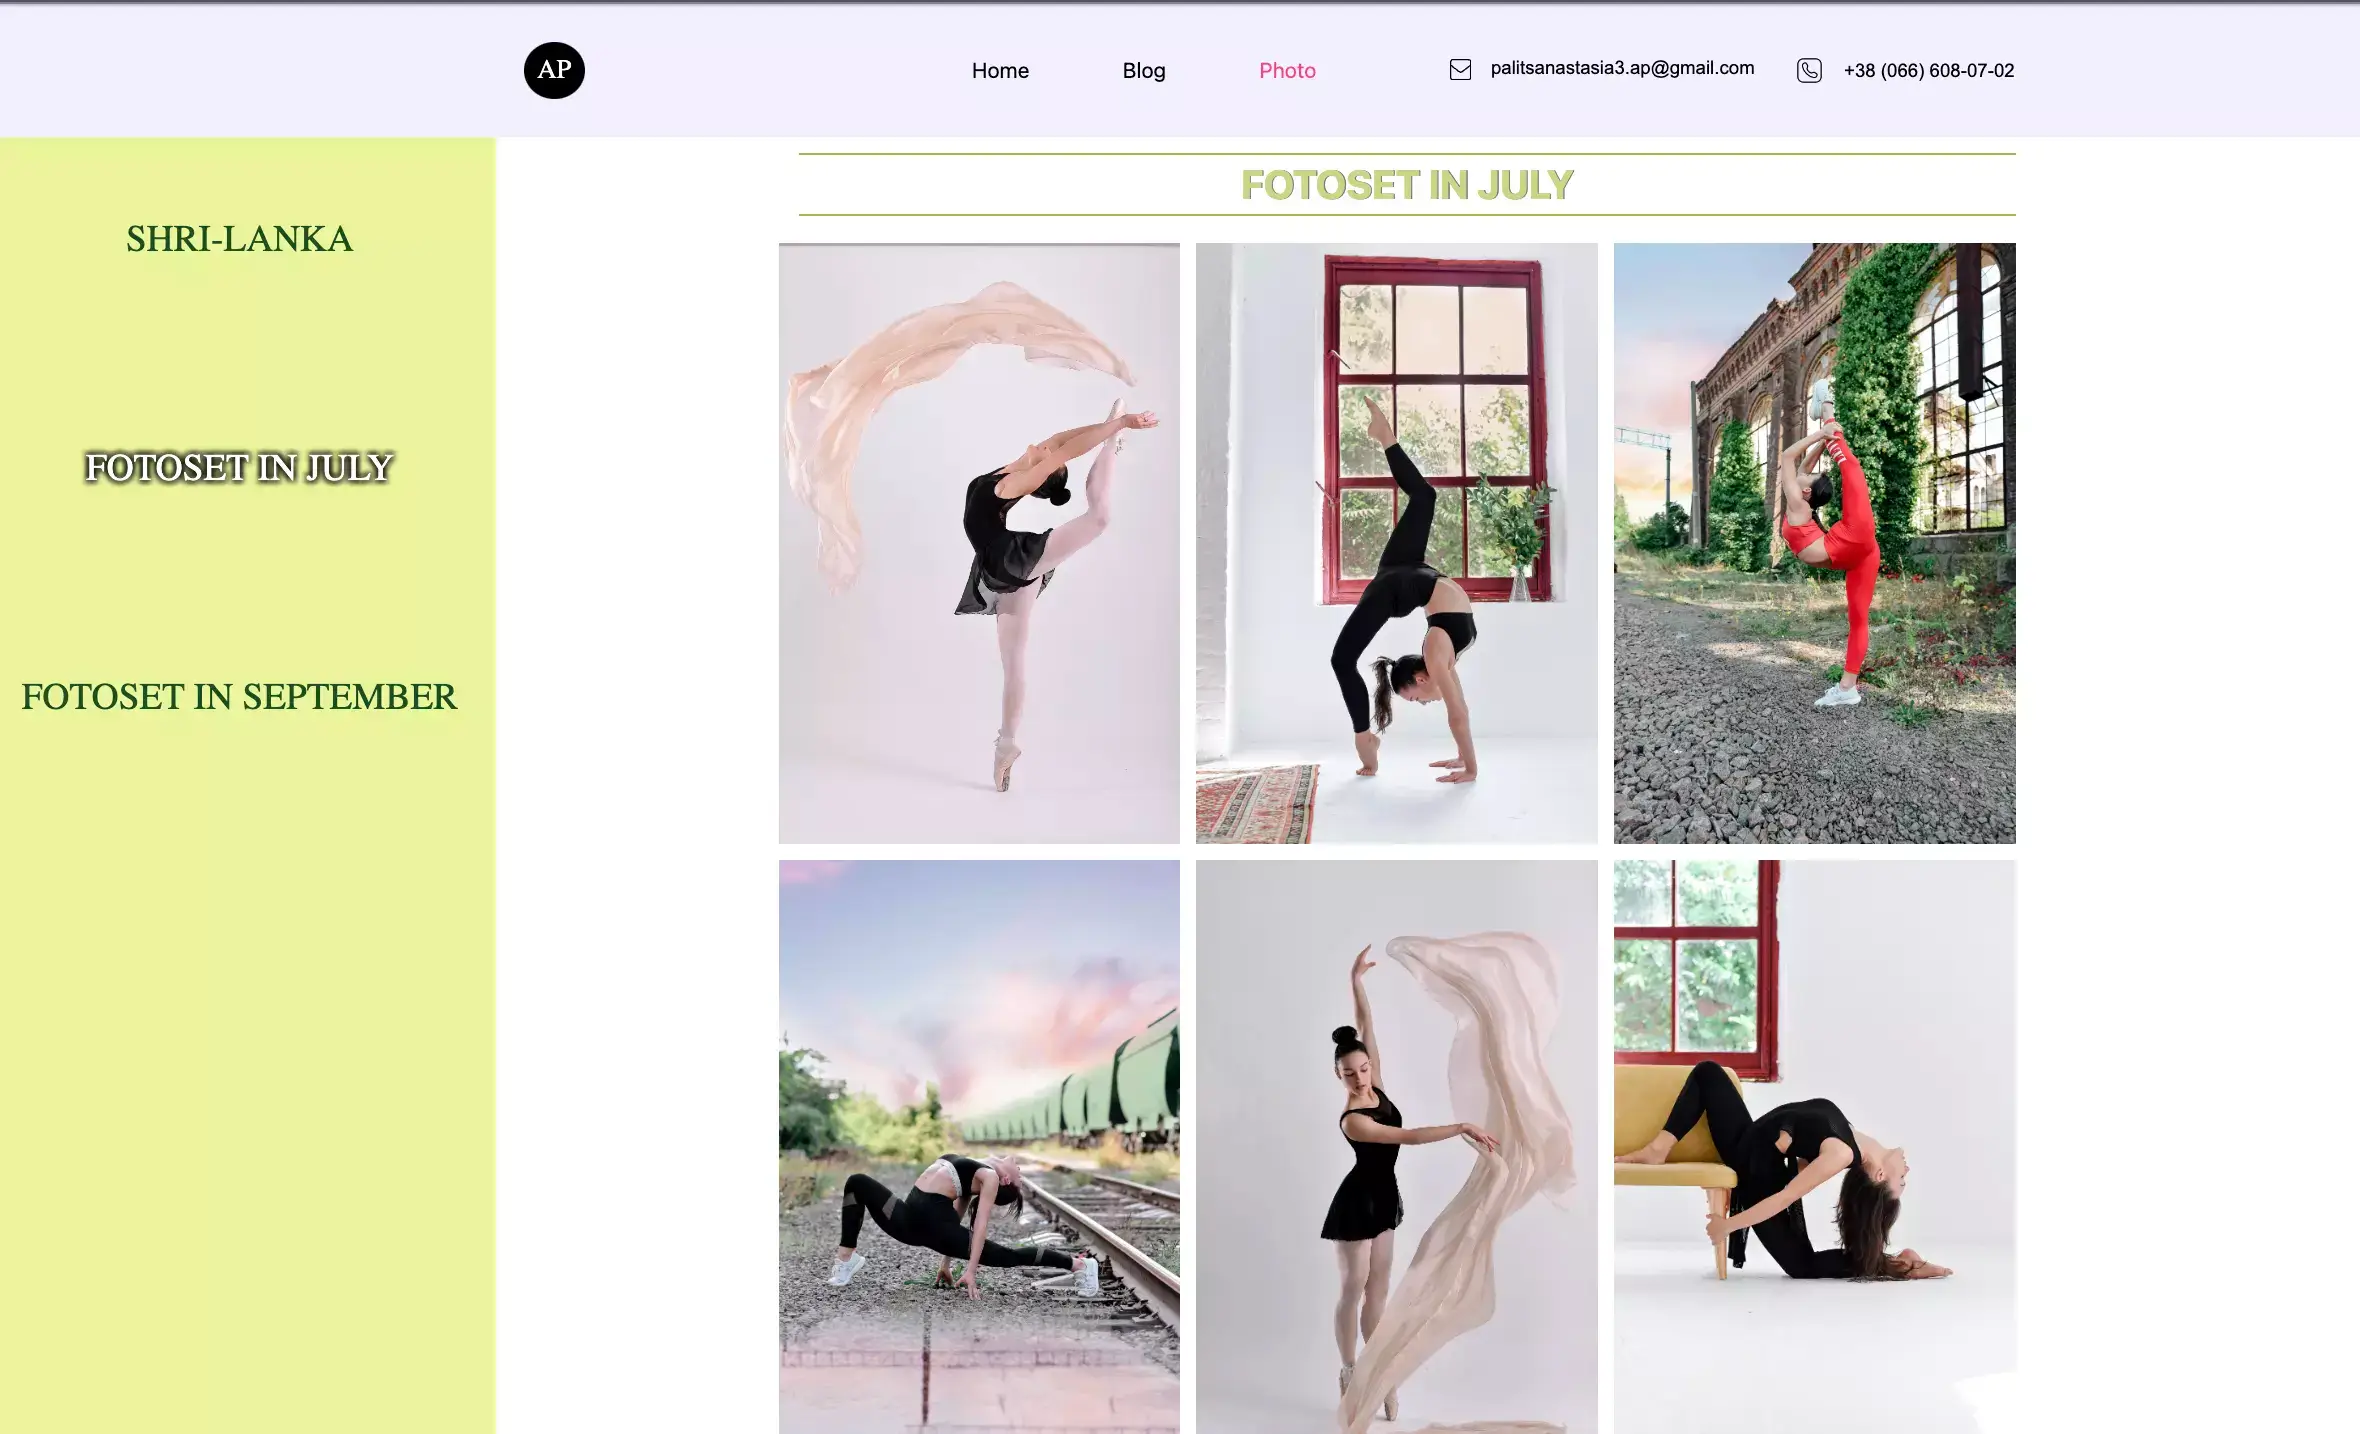 AP
Home
Blog
Photo
palitsanastasia3.ap@gmail.com
+38 (066) 608-07-02
SHRI-LANKA
FOTOSET IN JULY
FOTOSET IN SEPTEMBER
FOTOSET IN JULY